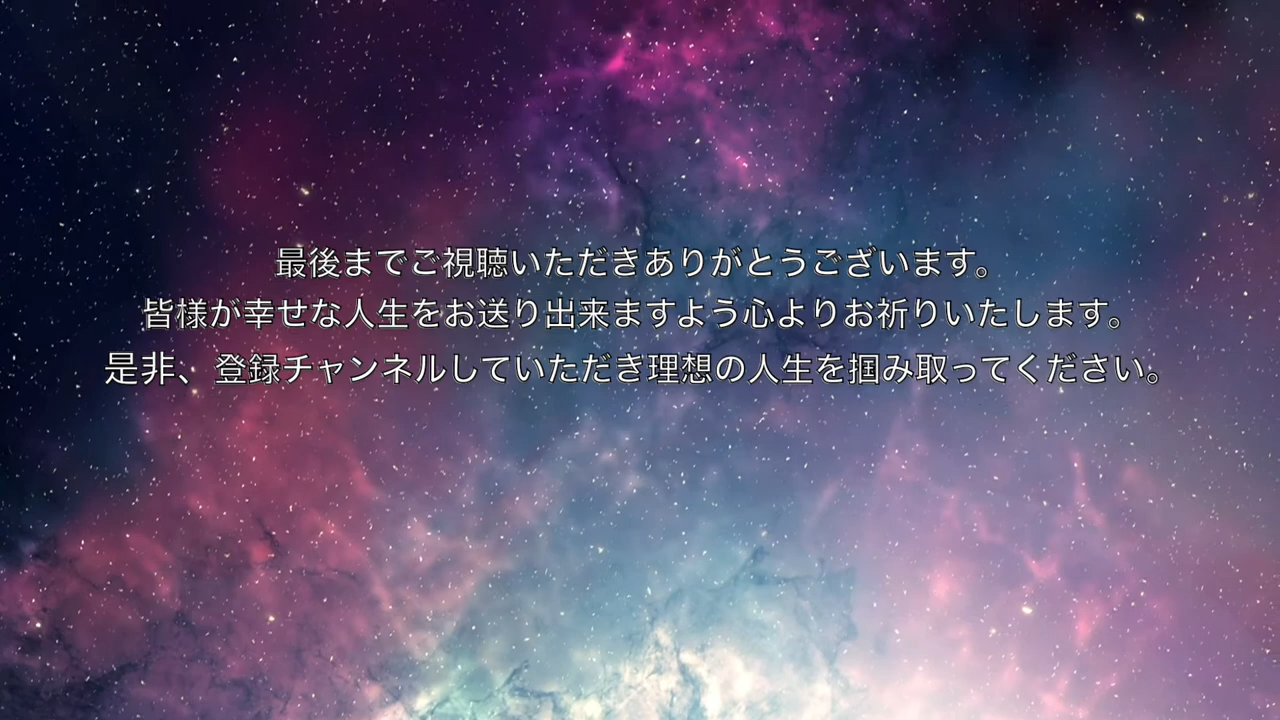 最後までご視聴いただきありがとうございます。
皆様が幸せな人生をお送り出来ますよう心よりお祈りいたします。
是非、登録チャンネルしていただき理想の人生を掴み取ってください。